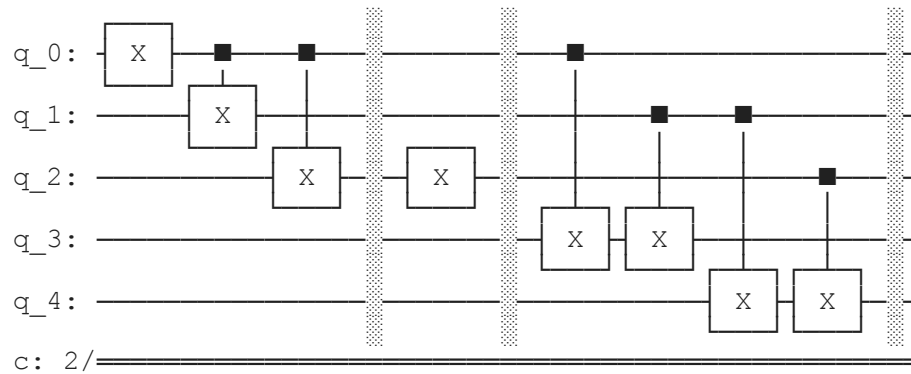 q_0: X
q_1: X
q_2: X X
q_3: X X
q_4: X X
c: 2/